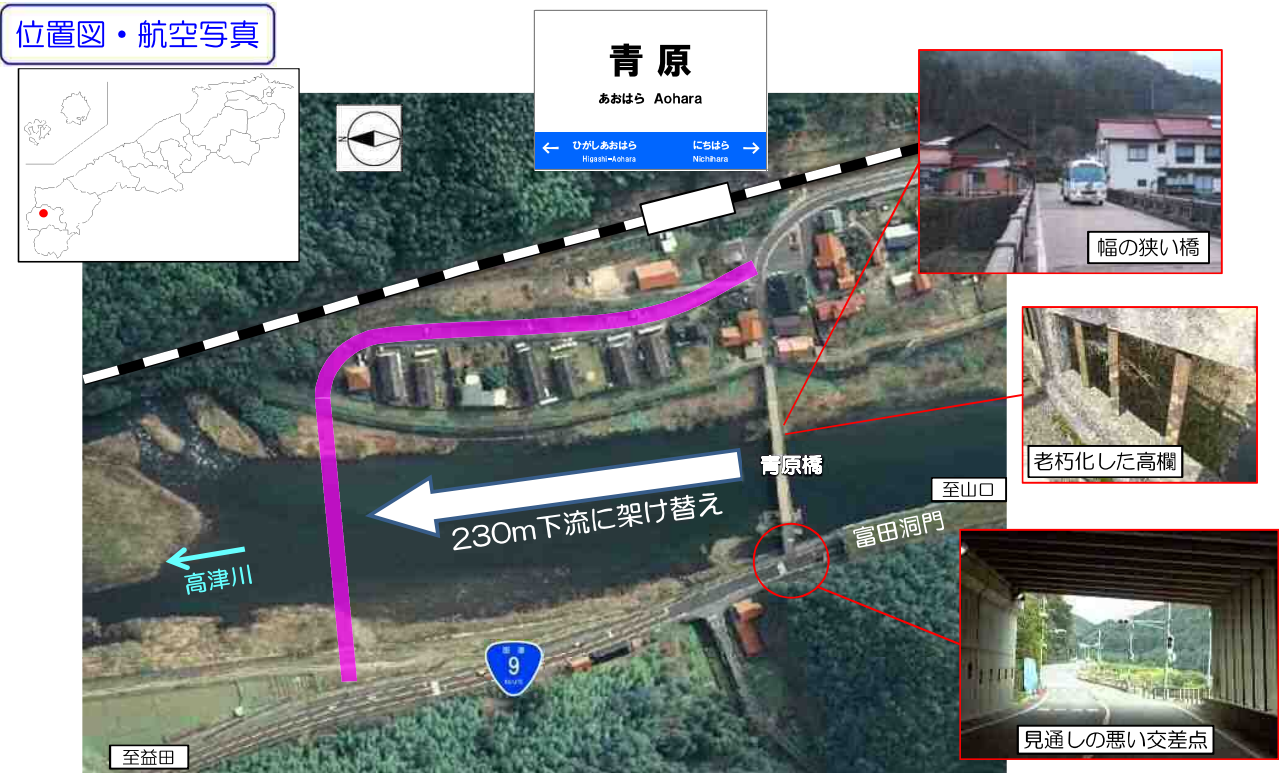 位置図・航空写真
N
青原
あおはら Aohara
← ひがしあおはら にちはら →
Higashi-Aohara Nichihara
幅の狭い橋
老朽化した高欄
青原橋
至山口
230m下流に架け替え
富田洞門
高津川
国道
9
ROUTE
見通しの悪い交差点
至益田